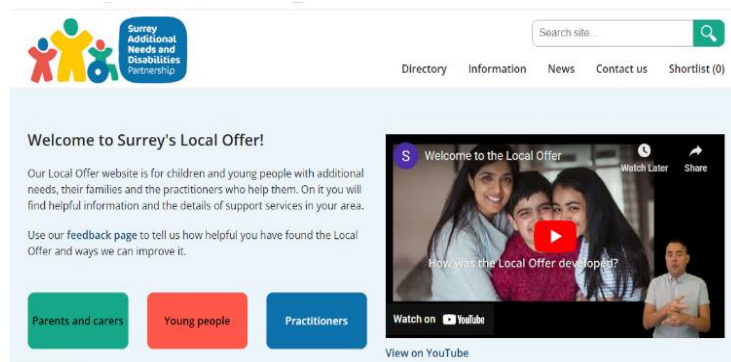 Surrey
Additional
Needs and
Disabilities
Partnership
Search site...
Directory Information News Contact us Shortlist (0)
Welcome to Surrey's Local Offer!
Our Local Offer website is for children and young people with additional
needs, their families and the practitioners who help them. On it you will
find helpful information and the details of support services in your area.
Use our feedback page to tell us how helpful you have found the Local
Offer and ways we can improve it.
Parents and carers Young people Practitioners
S Welcome to the Local Offer
Watch Later Share
How was the Local Offer developed?
Watch on YouTube
View on YouTube